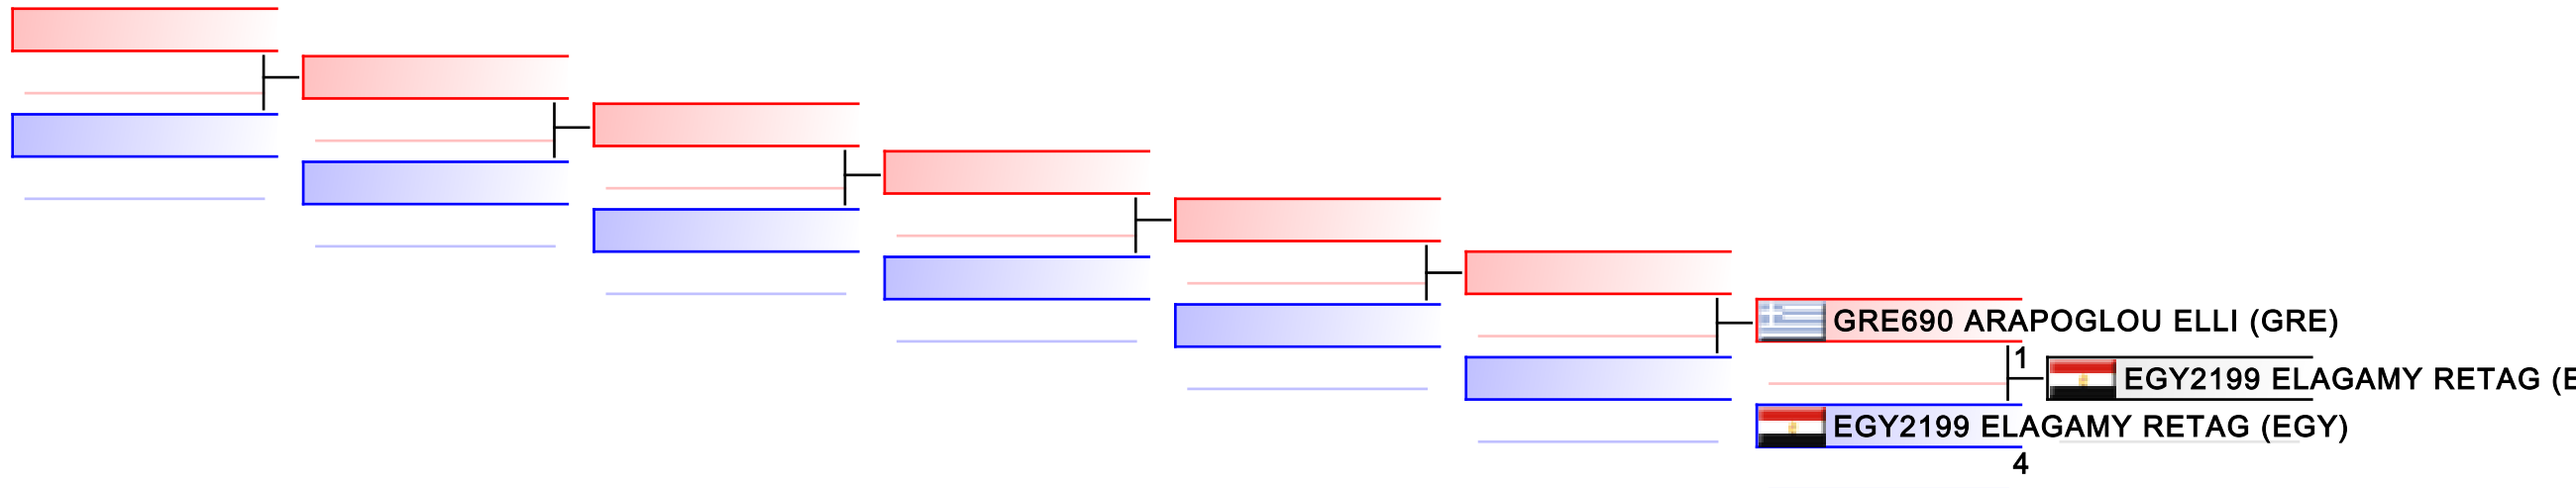 GRE690 ARAPOGLOU ELLI (GRE)
1
EGY2199 ELAGAMY RETAG (E
EGY2199 ELAGAMY RETAG (EGY)
4